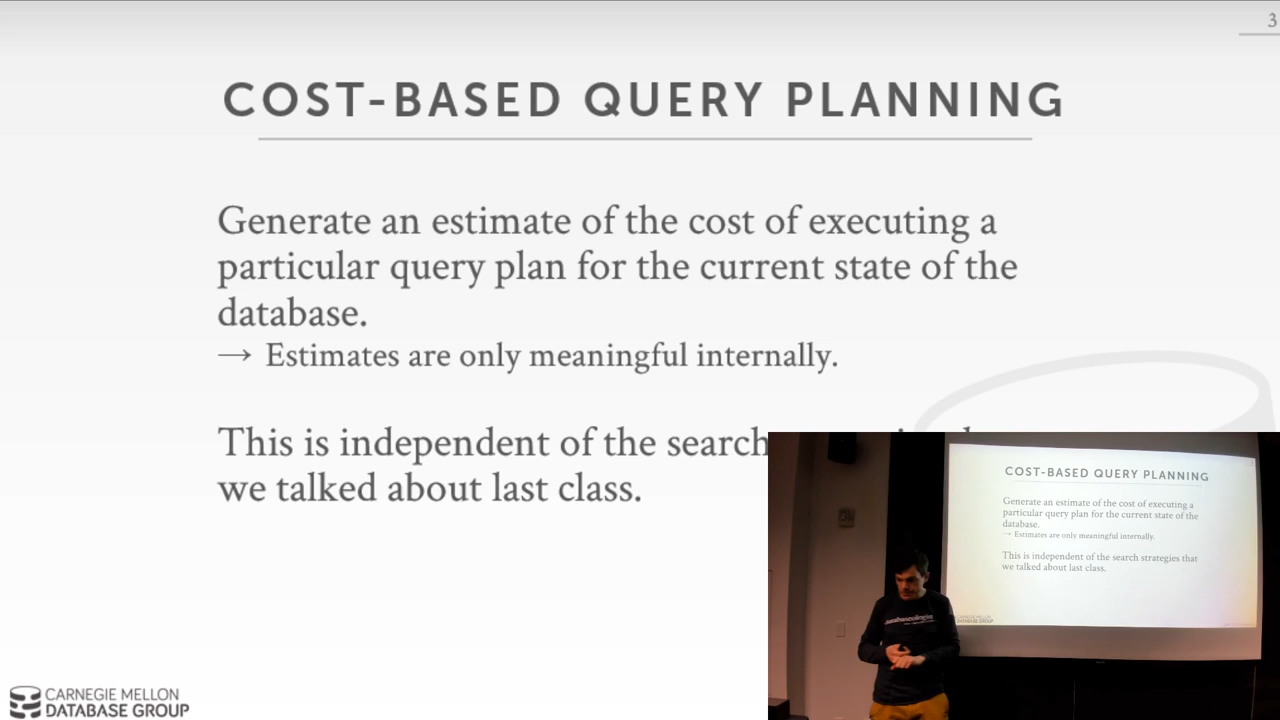 3
COST-BASED QUERY PLANNING
Generate an estimate of the cost of executing a
particular query plan for the current state of the
database.
→ Estimates are only meaningful internally.
This is independent of the search
we talked about last class.
COST-BASED QUERY PLANNING
Generate an estimate of the cost of executing a
particular query plan for the current state of the
database.
→ Estimates are only meaningful internally.
This is independent of the search strategies that
we talked about last class.
CARNEGIE MELLON
DATABASE GROUP
CARNEGIE MELLON
DATABASE GROUP